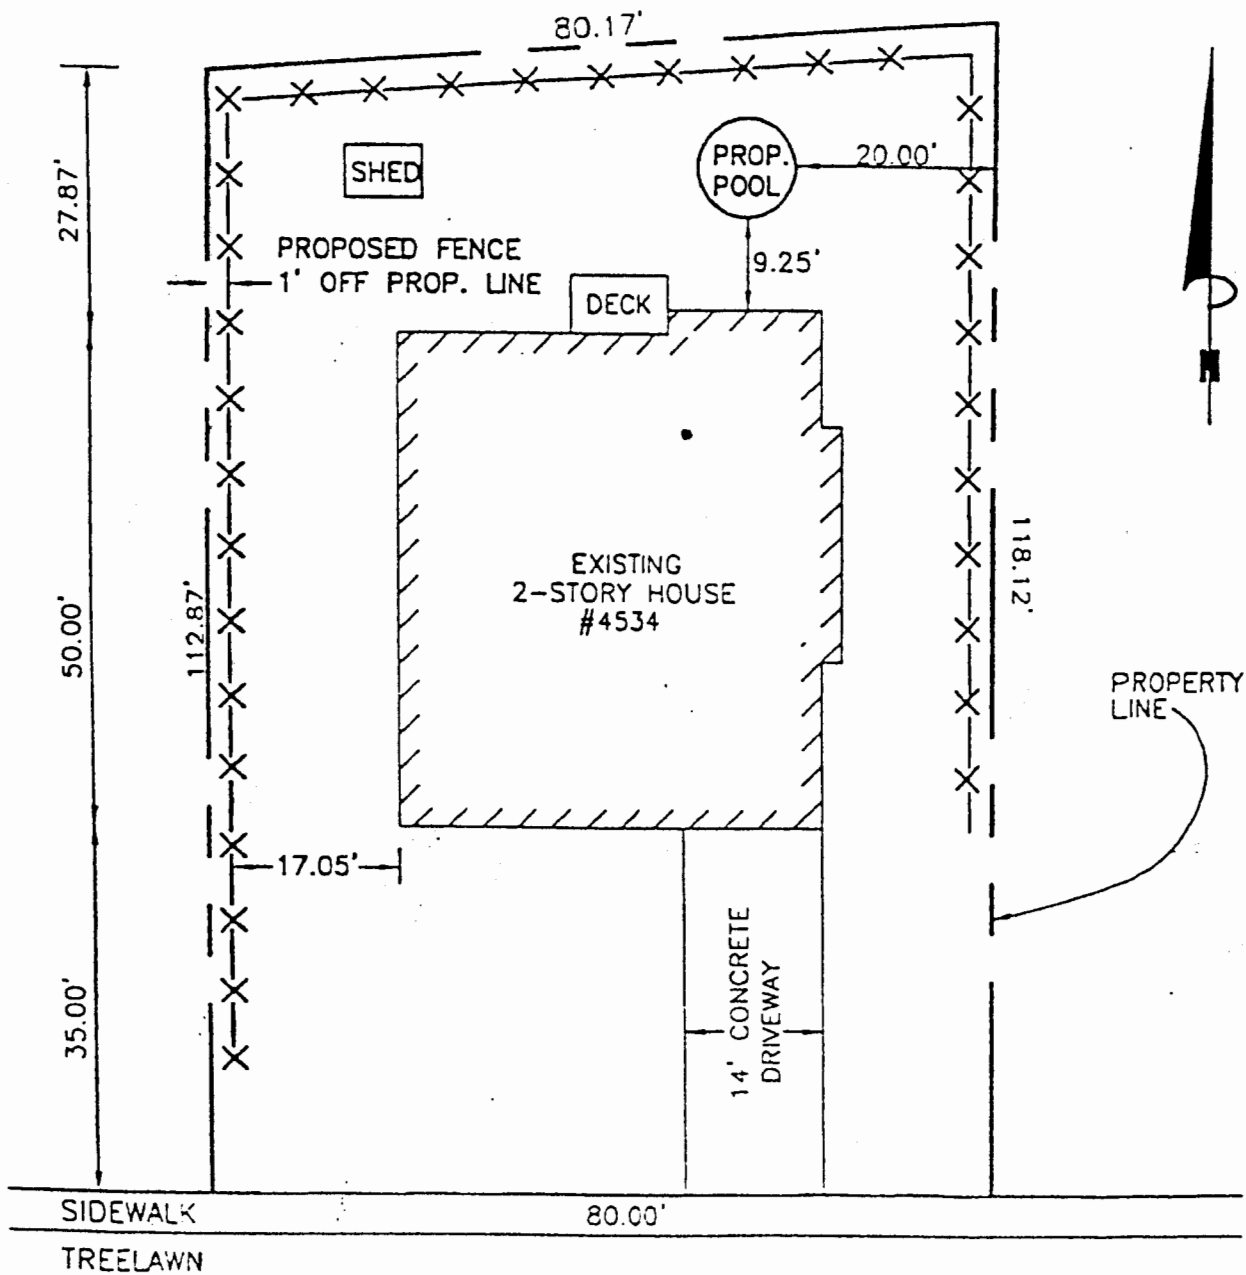 80.17'
27.87'
SHED
PROP.
POOL
20.00'
PROPOSED FENCE
1' OFF PROP. LINE
9.25'
DECK
N
50.00'
112.87'
EXISTING
2-STORY HOUSE
#4534
118.12'
PROPERTY
LINE
17.05'
35.00'
14' CONCRETE
DRIVEWAY
SIDEWALK
80.00'
TREELAWN